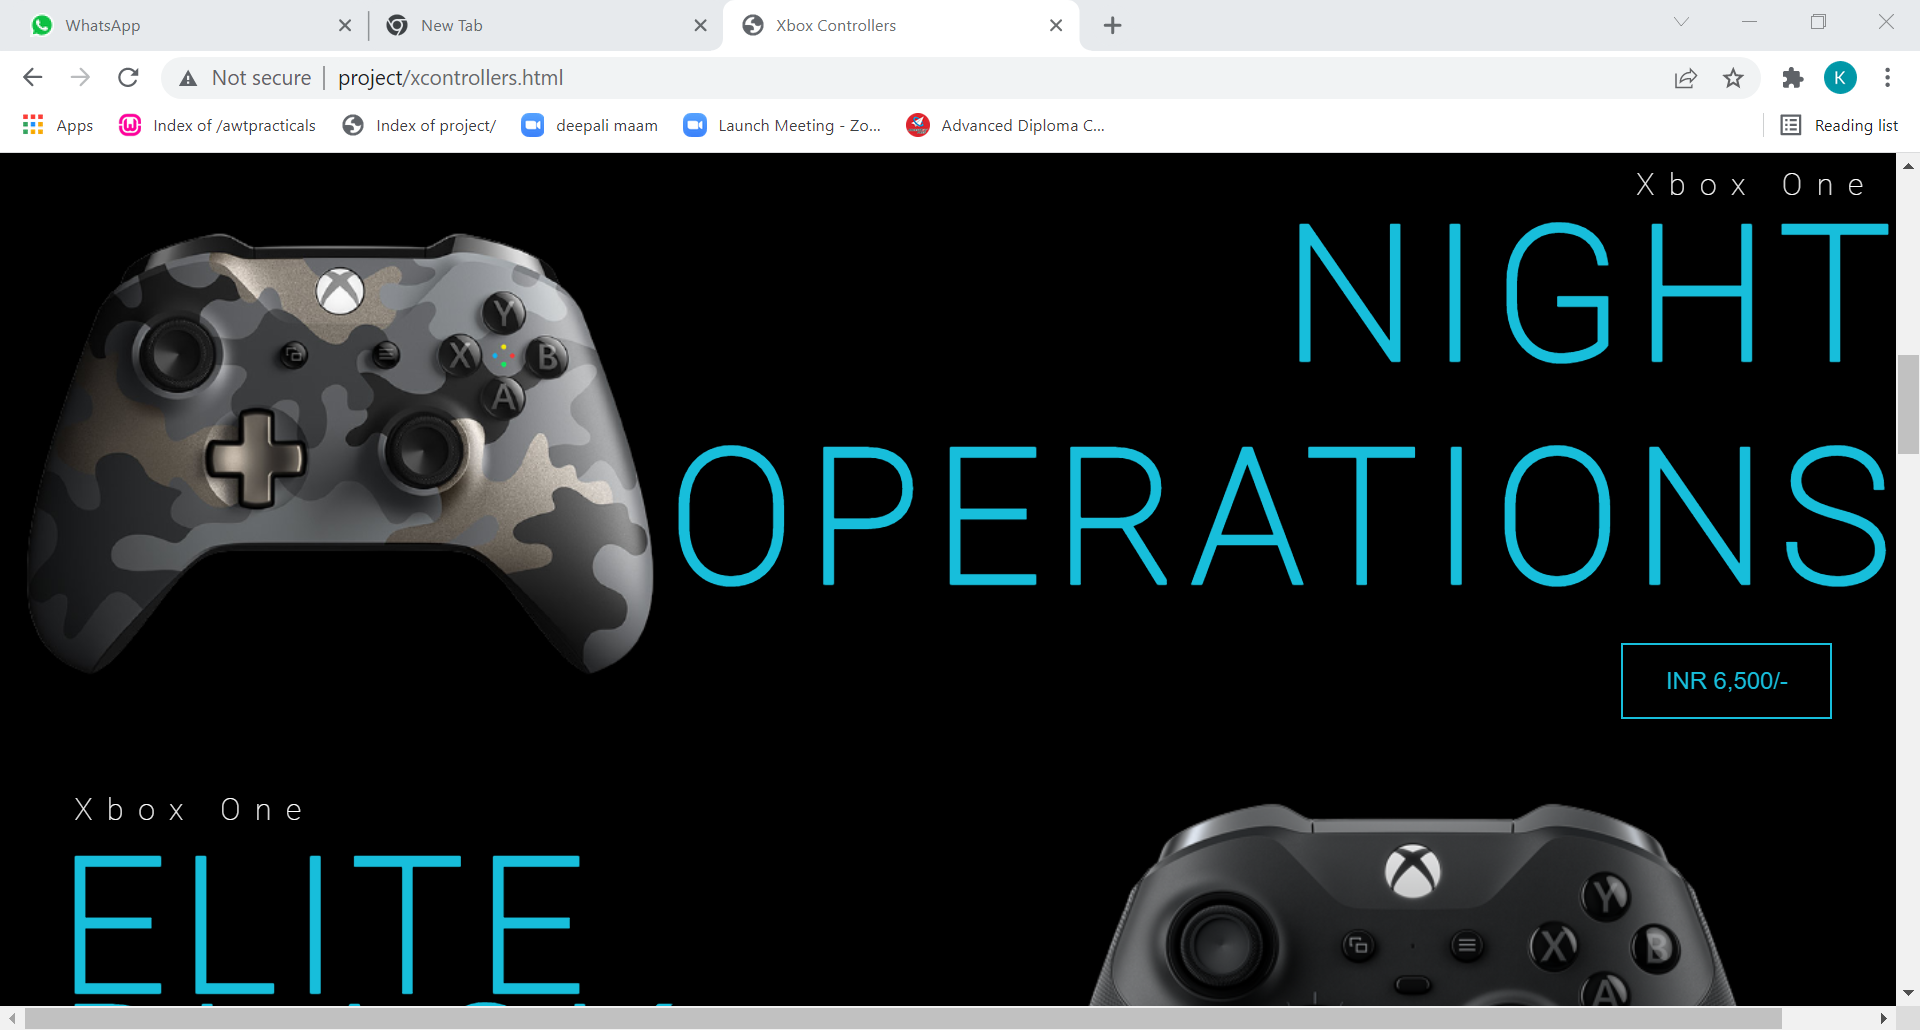 WhatsApp
New Tab
Xbox Controllers
Not secure
project/xcontrollers.html
K
Apps
Index of /awtpracticals
Index of project/
deepali maam
Launch Meeting - Zo...
Advanced Diploma C...
Reading list
Xbox One
NIGHT
OPERATIONS
Y
X
B
A
INR 6,500/-
Xbox One
ELITE
Y
X
B
A